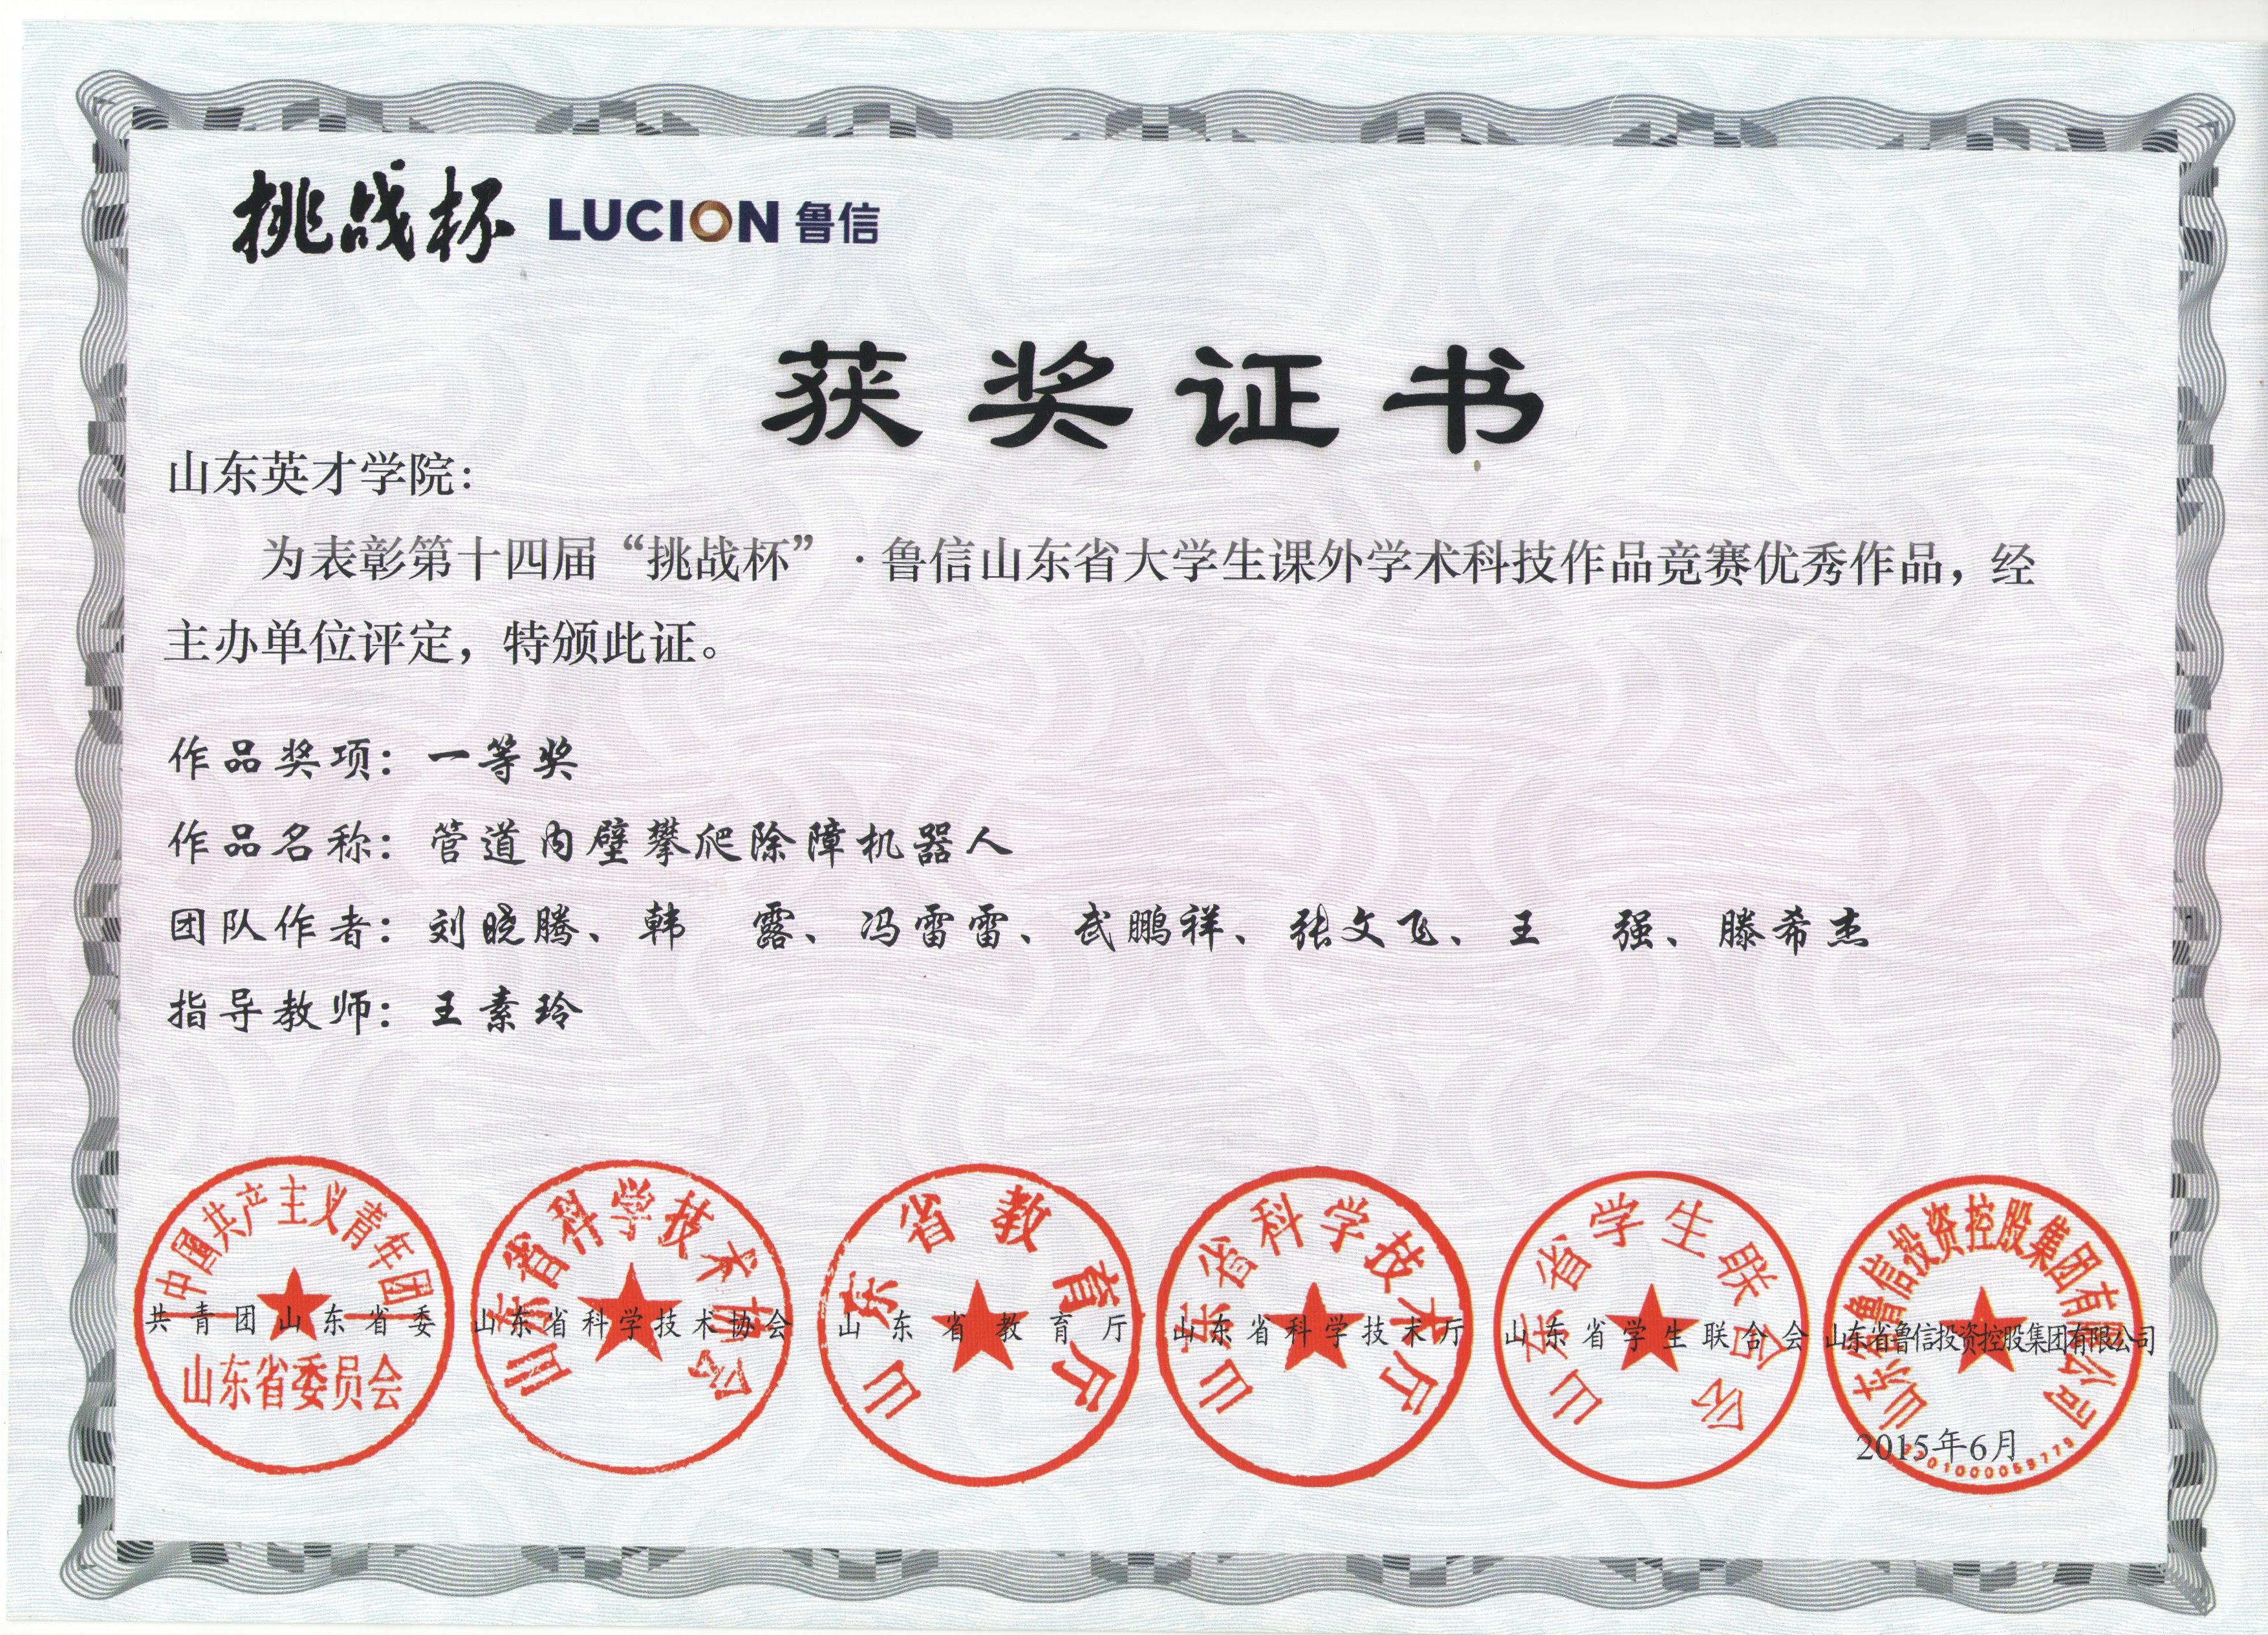 挑战杯 LUCION 鲁信
获奖证书
山东英才学院：
为表彰第十四届“挑战杯”·鲁信山东省大学生课外学术科技作品竞赛优秀作品，经
主办单位评定，特颁此证。
作品奖项：一等奖
作品名称：管道内壁攀爬除障机器人
团队作者：刘晓腾、韩 露、冯雷雷、武鹏祥、张文飞、王 强、滕希杰
指导教师：王素玲
中国共产主义青年团
山东省委员会
共青团山东省委
山东省科学技术协会
山东省科学技术协会
山东省教育厅
山东省教育厅
山东省科学技术厅
山东省科学技术厅
山东省学生联合会
山东省学生联合会
山东省鲁信投资控股集团有限公司
山东省鲁信投资控股集团有限公司
2015年6月